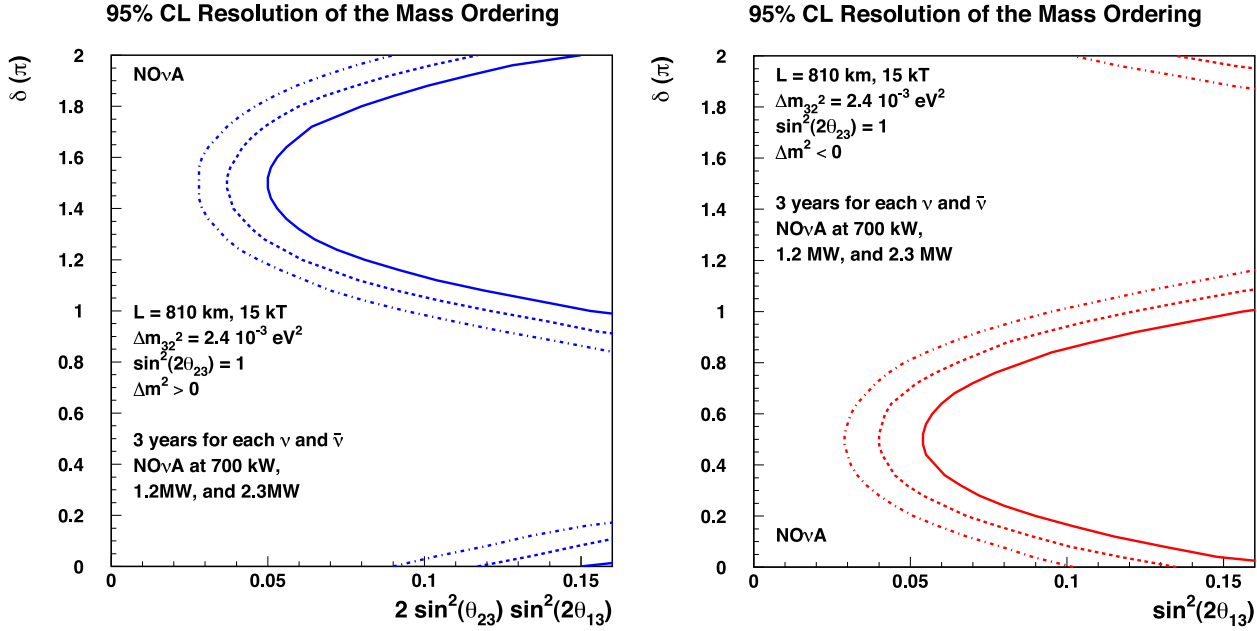 95% CL Resolution of the Mass Ordering
δ (π)
2
1.8
1.6
1.4
1.2
1
0.8
0.6
0.4
0.2
0
NOνA
L = 810 km, 15 kT
Δm₃₂² = 2.4 10⁻³ eV²
sin²(2θ₂₃) = 1
Δm² > 0
3 years for each ν and ν̄
NOνA at 700 kW,
1.2MW, and 2.3MW
0 0.05 0.1 0.15
2 sin²(θ₂₃) sin²(2θ₁₃)
95% CL Resolution of the Mass Ordering
δ (π)
2
1.8
1.6
1.4
1.2
1
0.8
0.6
0.4
0.2
0
L = 810 km, 15 kT
Δm₃₂² = 2.4 10⁻³ eV²
sin²(2θ₂₃) = 1
Δm² < 0
3 years for each ν and ν̄
NOνA at 700 kW,
1.2 MW, and 2.3 MW
NOνA
0 0.05 0.1 0.15
sin²(2θ₁₃)